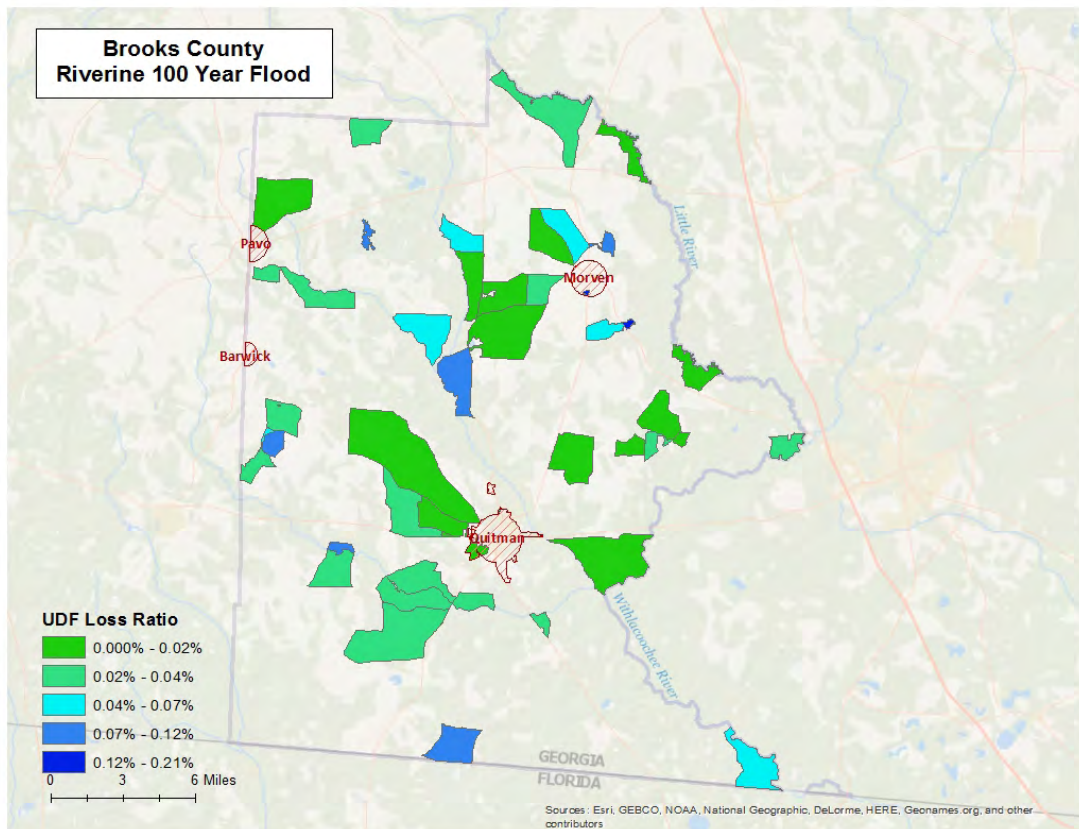 Brooks County
Riverine 100 Year Flood
Little River
Pavo
Morven
Barwick
Quitman
Withlacoochee River
UDF Loss Ratio
0.000% - 0.02%
0.02% - 0.04%
0.04% - 0.07%
0.07% - 0.12%
0.12% - 0.21%
0 3 6 Miles
GEORGIA
FLORIDA
Sources: Esri, GEBCO, NOAA, National Geographic, DeLorme, HERE, Geonames.org, and other
contributors